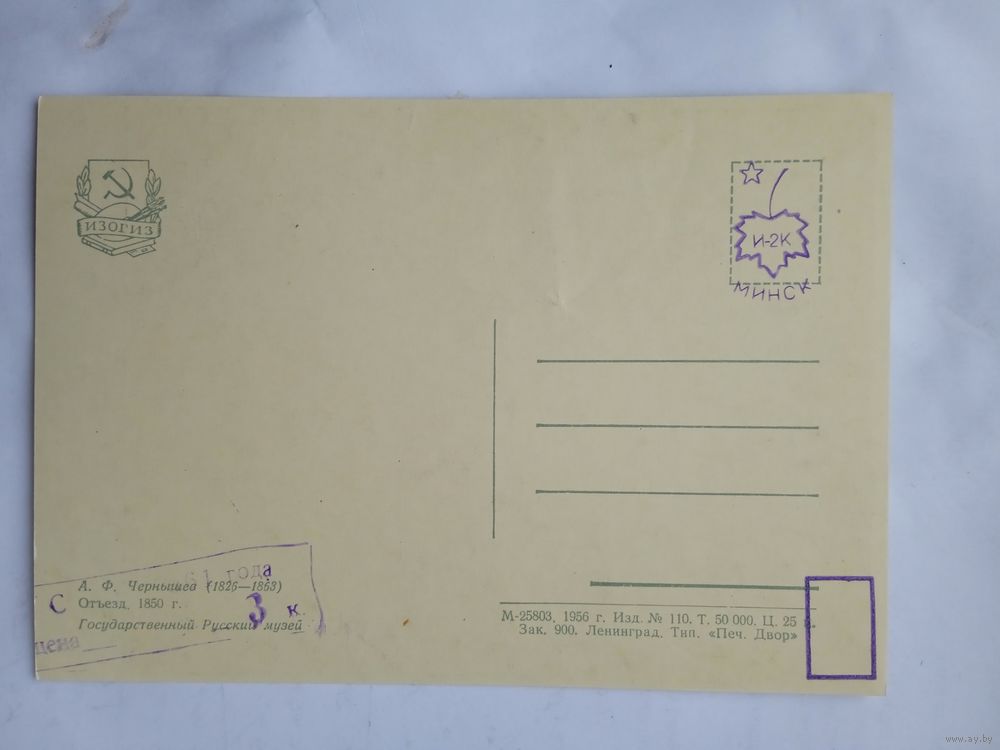 ИЗОГИЗ
И-2К
МИНСК
61 года
А. Ф. Чернышев (1826—1863)
С
Отъезд. 1850 г.
3 к.
Государственный Русский музей
цена
М-25803, 1956 г. Изд. № 110. Т. 50 000. Ц. 25
Зак. 900. Ленинград. Тип. «Печ. Двор»
www.ay.by